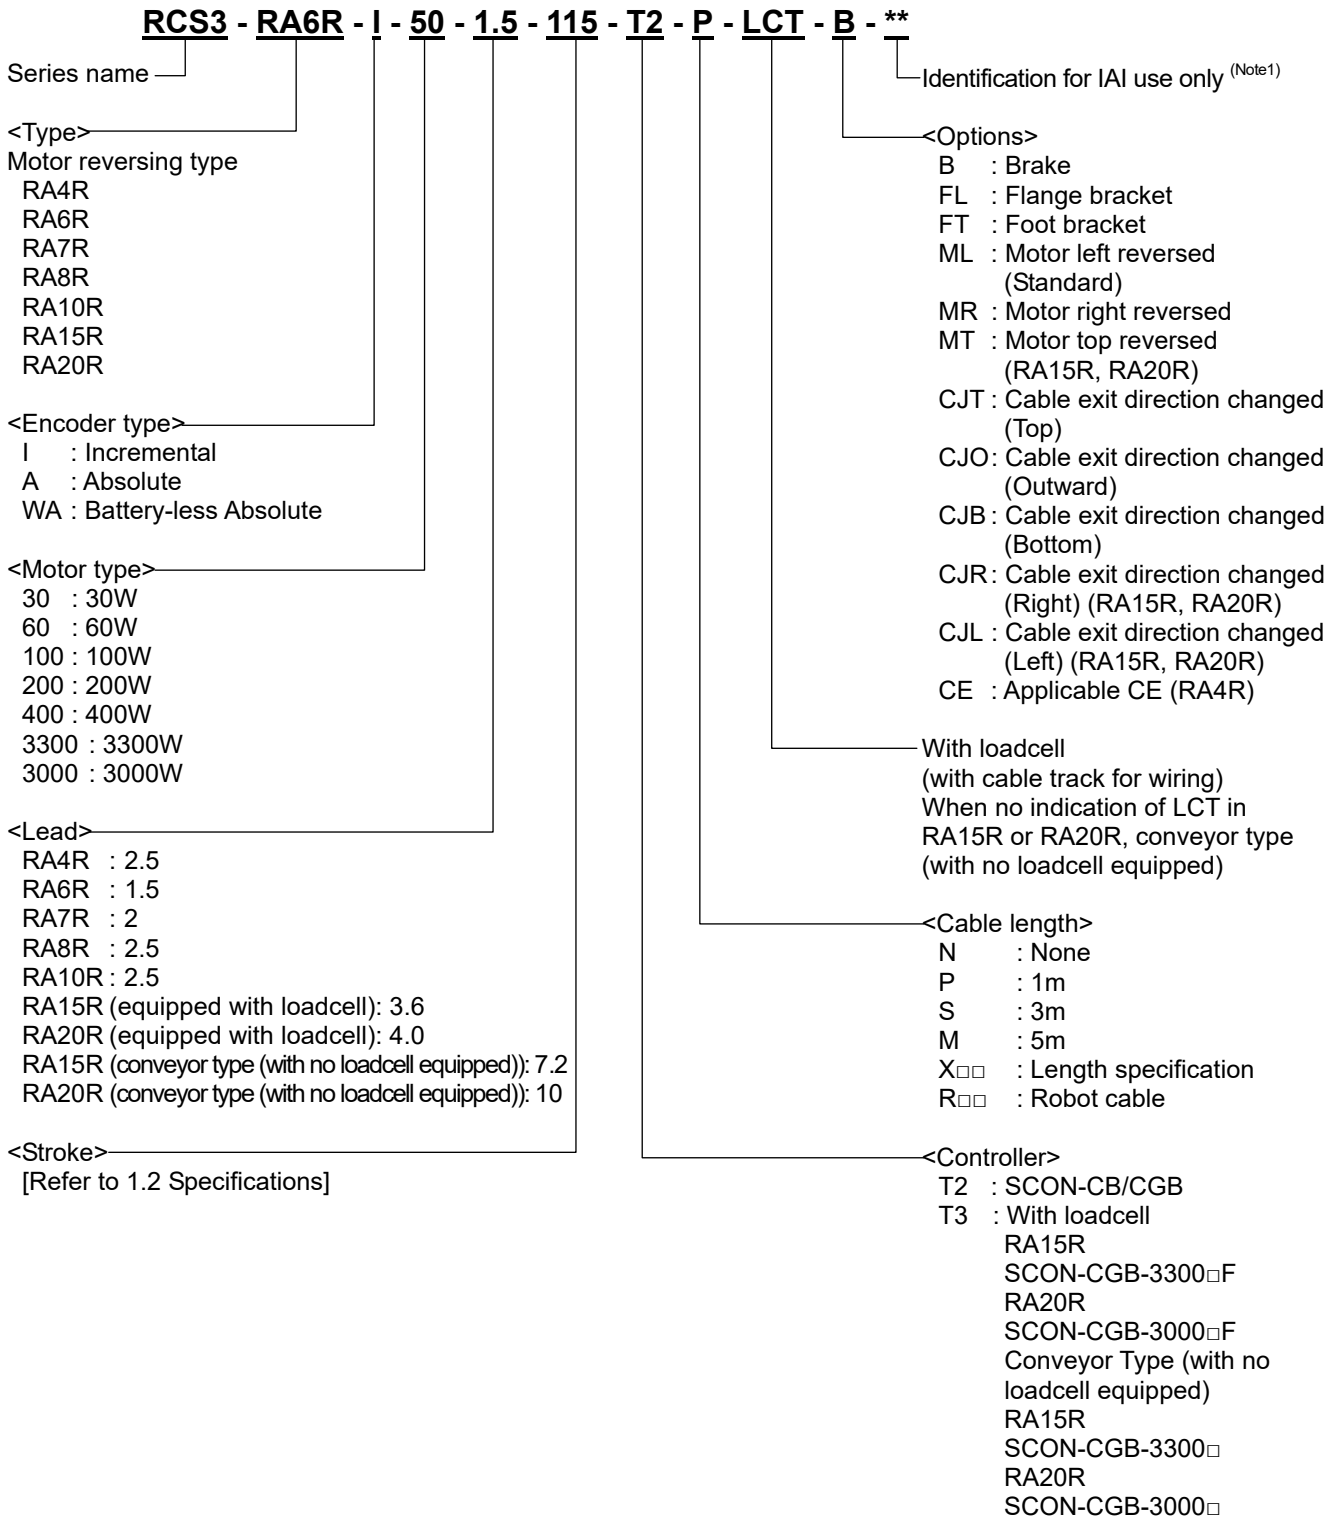 RCS3 - RA6R - I - 50 - 1.5 - 115 - T2 - P - LCT - B - **
Series name
<Type>
Motor reversing type
RA4R
RA6R
RA7R
RA8R
RA10R
RA15R
RA20R
<Encoder type>
I : Incremental
A : Absolute
WA : Battery-less Absolute
<Motor type>
30 : 30W
60 : 60W
100 : 100W
200 : 200W
400 : 400W
3300 : 3300W
3000 : 3000W
<Lead>
RA4R : 2.5
RA6R : 1.5
RA7R : 2
RA8R : 2.5
RA10R : 2.5
RA15R (equipped with loadcell): 3.6
RA20R (equipped with loadcell): 4.0
RA15R (conveyor type (with no loadcell equipped)): 7.2
RA20R (conveyor type (with no loadcell equipped)): 10
<Stroke>
[Refer to 1.2 Specifications]
Identification for IAI use only (Note1)
<Options>
B : Brake
FL : Flange bracket
FT : Foot bracket
ML : Motor left reversed
(Standard)
MR : Motor right reversed
MT : Motor top reversed
(RA15R, RA20R)
CJT : Cable exit direction changed
(Top)
CJO : Cable exit direction changed
(Outward)
CJB : Cable exit direction changed
(Bottom)
CJR : Cable exit direction changed
(Right) (RA15R, RA20R)
CJL : Cable exit direction changed
(Left) (RA15R, RA20R)
CE : Applicable CE (RA4R)
With loadcell
(with cable track for wiring)
When no indication of LCT in
RA15R or RA20R, conveyor type
(with no loadcell equipped)
<Cable length>
N : None
P : 1m
S : 3m
M : 5m
X□□ : Length specification
R□□ : Robot cable
<Controller>
T2 : SCON-CB/CGB
T3 : With loadcell
RA15R
SCON-CGB-3300□F
RA20R
SCON-CGB-3000□F
Conveyor Type (with no
loadcell equipped)
RA15R
SCON-CGB-3300□
RA20R
SCON-CGB-3000□